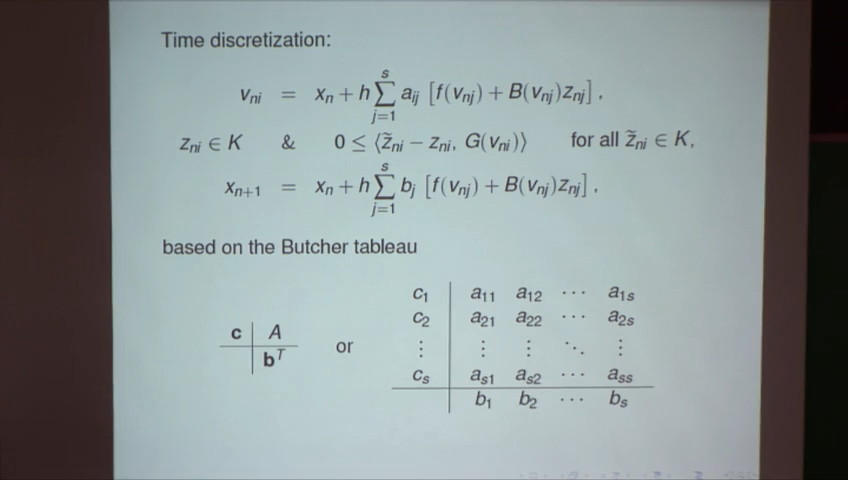 Time discretization:
v_{ni} = x_n + h \sum_{j=1}^{s} a_{ij} [f(v_{nj}) + B(v_{nj})z_{nj}] ,
z_{ni} ∈ K & 0 ≤ ⟨z̃_{ni} − z_{ni}, G(v_{ni})⟩ for all z̃_{ni} ∈ K,
x_{n+1} = x_n + h \sum_{j=1}^{s} b_j [f(v_{nj}) + B(v_{nj})z_{nj}] ,
based on the Butcher tableau
c | A
b^T
or
c_1 | a_{11} a_{12} ⋯ a_{1s}
c_2 | a_{21} a_{22} ⋯ a_{2s}
⋮ | ⋮ ⋮ ⋱ ⋮
c_s | a_{s1} a_{s2} ⋯ a_{ss}
| b_1 b_2 ⋯ b_s